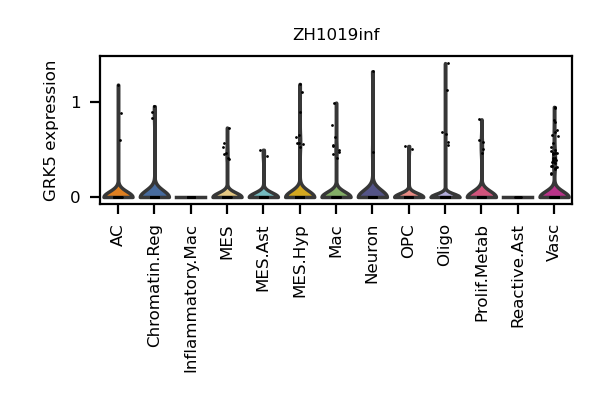 ZH1019inf
GRK5 expression
1
0
AC
Chromatin.Reg
Inflammatory.Mac
MES
MES.Ast
MES.Hyp
Mac
Neuron
OPC
Oligo
Prolif.Metab
Reactive.Ast
Vasc